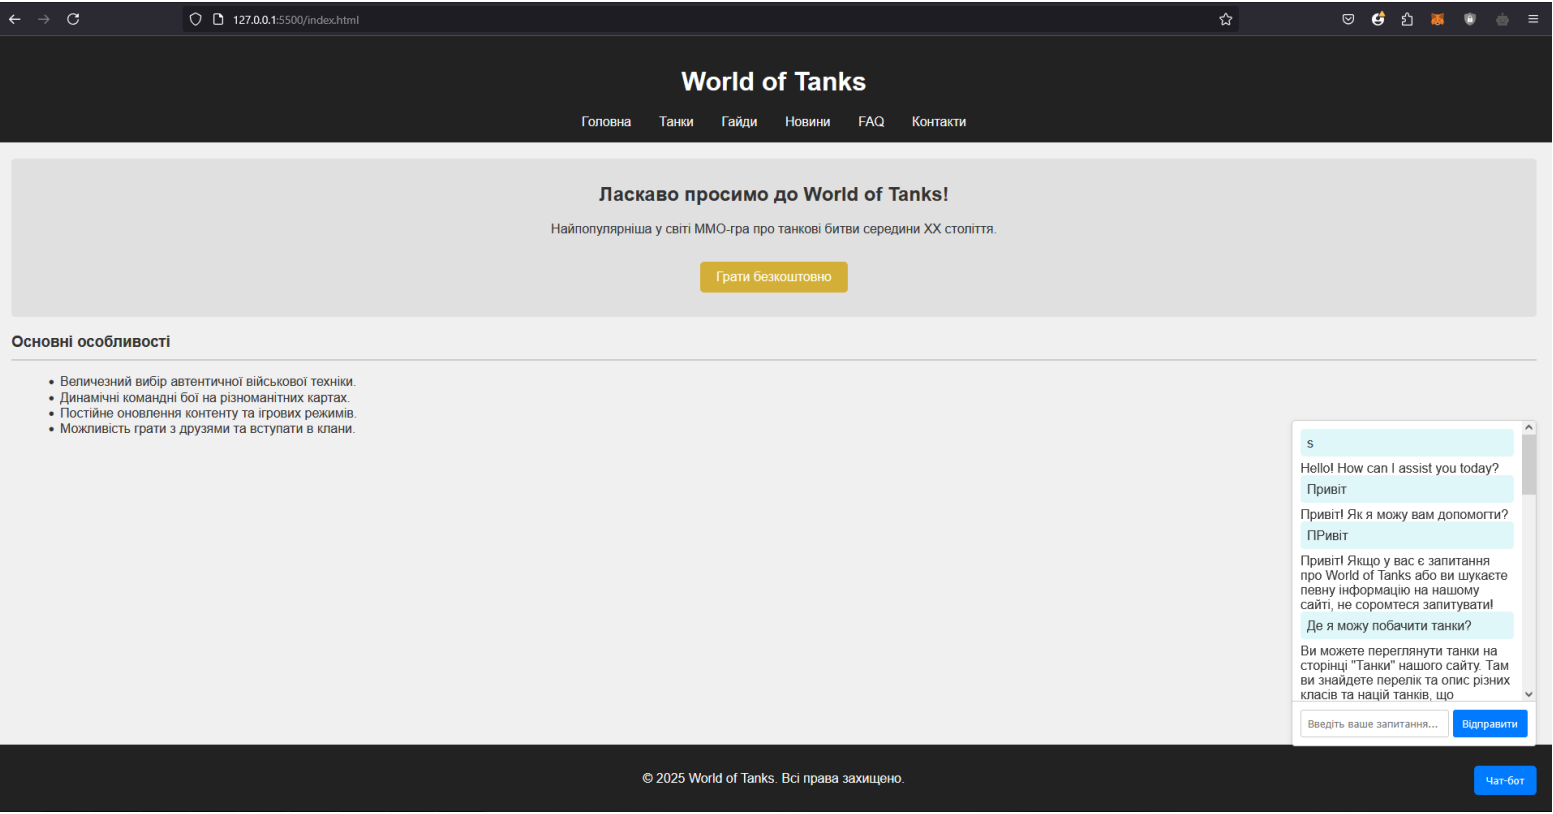 127.0.0.1:5500/index.html
World of Tanks
Головна Танки Гайди Новини FAQ Контакти
Ласкаво просимо до World of Tanks!
Найпопулярніша у світі ММО-гра про танкові битви середини XX століття.
Грати безкоштовно
Основні особливості
Величезний вибір автентичної військової техніки.
Динамічні командні бої на різноманітних картах.
Постійне оновлення контенту та ігрових режимів.
Можливість грати з друзями та вступати в клани.
s
Hello! How can I assist you today?
Привіт
Привіт! Як я можу вам допомогти?
ПРивіт
Привіт! Якщо у вас є запитання
про World of Tanks або ви шукаєте
певну інформацію на нашому
сайті, не соромтеся запитувати!
Де я можу побачити танки?
Ви можете переглянути танки на
сторінці "Танки" нашого сайту. Там
ви знайдете перелік та опис різних
класів та націй танків, що
Введіть ваше запитання... Відправити
© 2025 World of Tanks. Всі права захищено.
Чат-бот